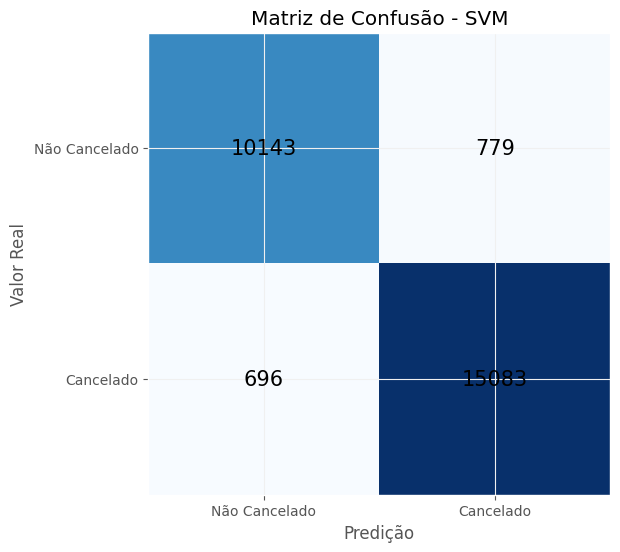 Matriz de Confusão - SVM
Não Cancelado
10143
779
Valor Real
Cancelado
696
15083
Não Cancelado
Cancelado
Predição